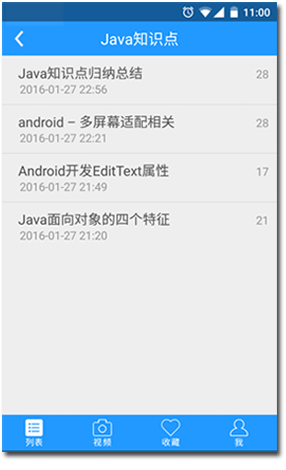 11:00
Java知识点
Java知识点归纳总结
28
2016-01-27 22:56
android – 多屏幕适配相关
28
2016-01-27 22:21
Android开发EditText属性
17
2016-01-27 21:49
Java面向对象的四个特征
21
2016-01-27 21:20
列表
视频
收藏
我